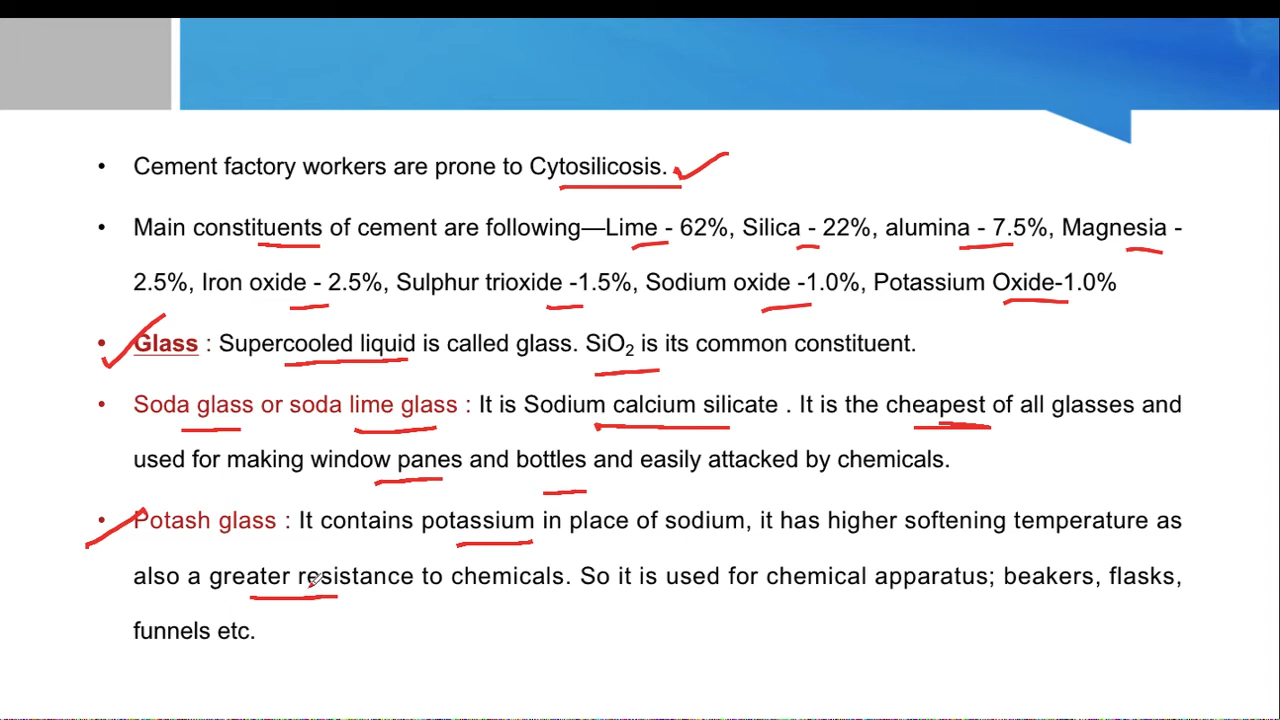 • Cement factory workers are prone to Cytosilicosis.
• Main constituents of cement are following—Lime - 62%, Silica - 22%, alumina - 7.5%, Magnesia -
2.5%, Iron oxide - 2.5%, Sulphur trioxide -1.5%, Sodium oxide -1.0%, Potassium Oxide-1.0%
• Glass : Supercooled liquid is called glass. SiO₂ is its common constituent.
• Soda glass or soda lime glass : It is Sodium calcium silicate . It is the cheapest of all glasses and
used for making window panes and bottles and easily attacked by chemicals.
• Potash glass : It contains potassium in place of sodium, it has higher softening temperature as
also a greater resistance to chemicals. So it is used for chemical apparatus; beakers, flasks,
funnels etc.